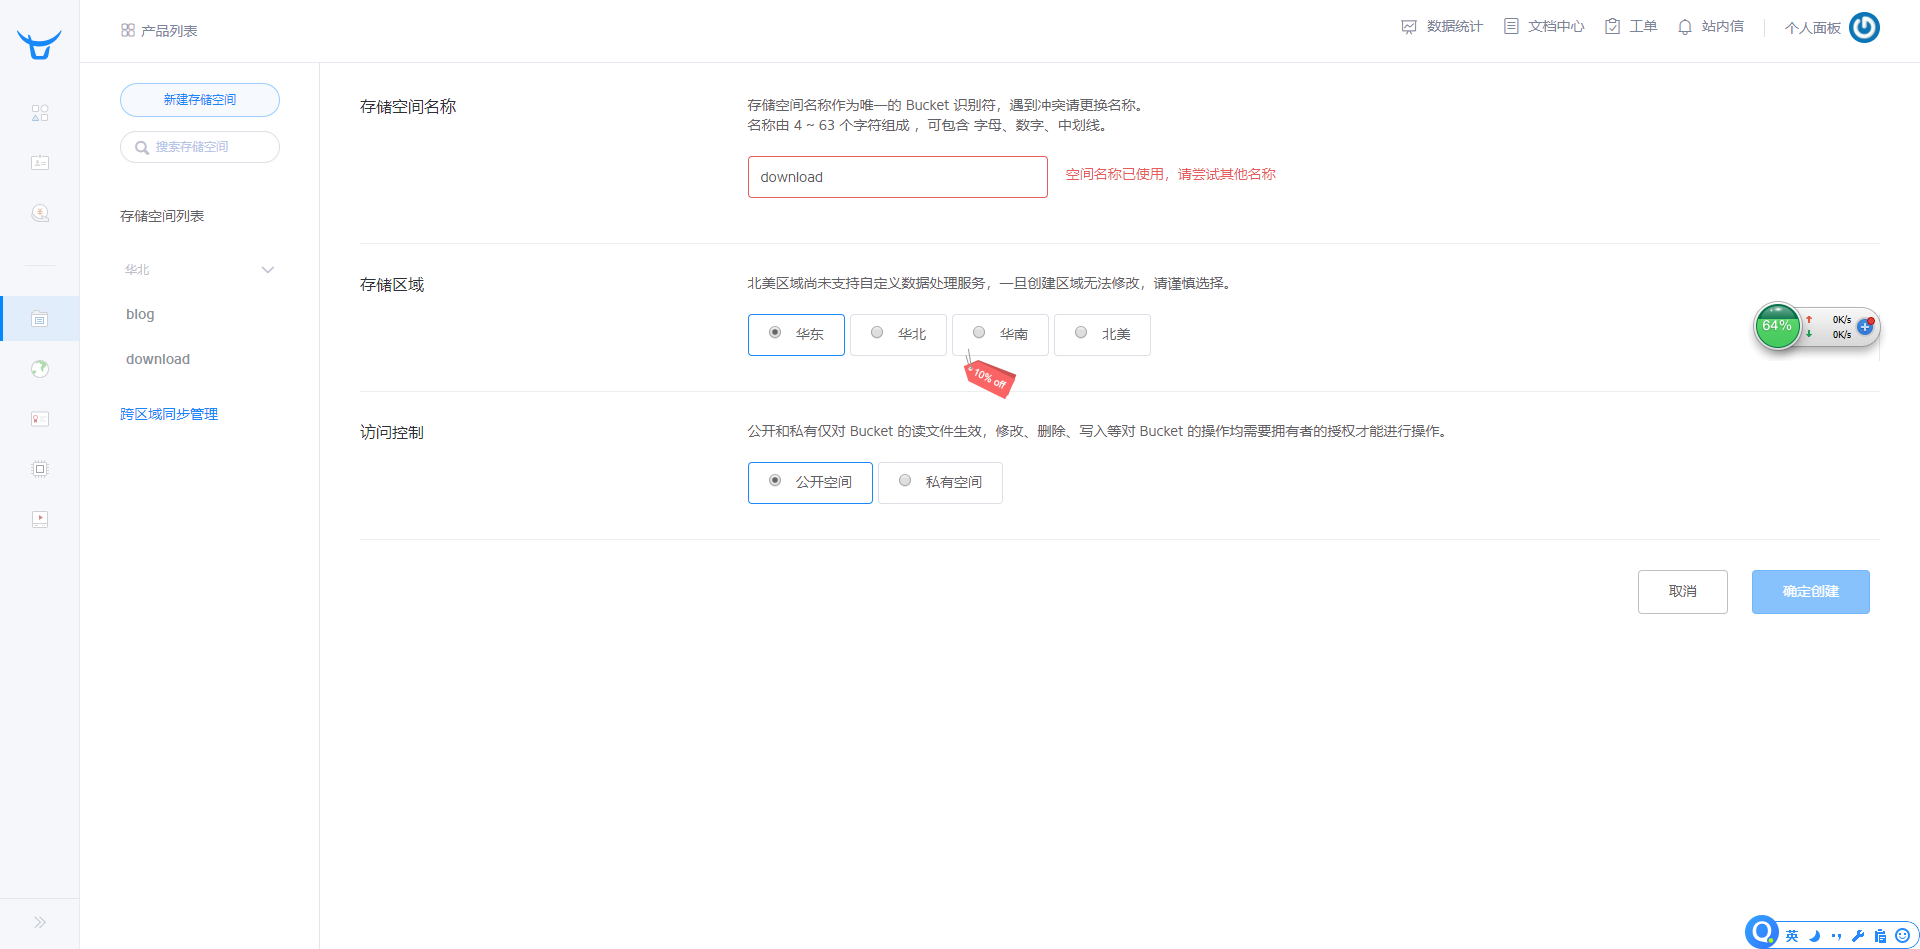 产品列表
数据统计
文档中心
工单
站内信
个人面板
新建存储空间
搜索存储空间
存储空间列表
华北
blog
download
跨区域同步管理
存储空间名称
存储空间名称作为唯一的 Bucket 识别符，遇到冲突请更换名称。
名称由 4 ~ 63 个字符组成 ，可包含 字母、数字、中划线。
download
空间名称已使用，请尝试其他名称
存储区域
北美区域尚未支持自定义数据处理服务，一旦创建区域无法修改，请谨慎选择。
华东
华北
华南
北美
10% off
64%
0K/s
0K/s
访问控制
公开和私有仅对 Bucket 的读文件生效，修改、删除、写入等对 Bucket 的操作均需要拥有者的授权才能进行操作。
公开空间
私有空间
取消
确定创建
英